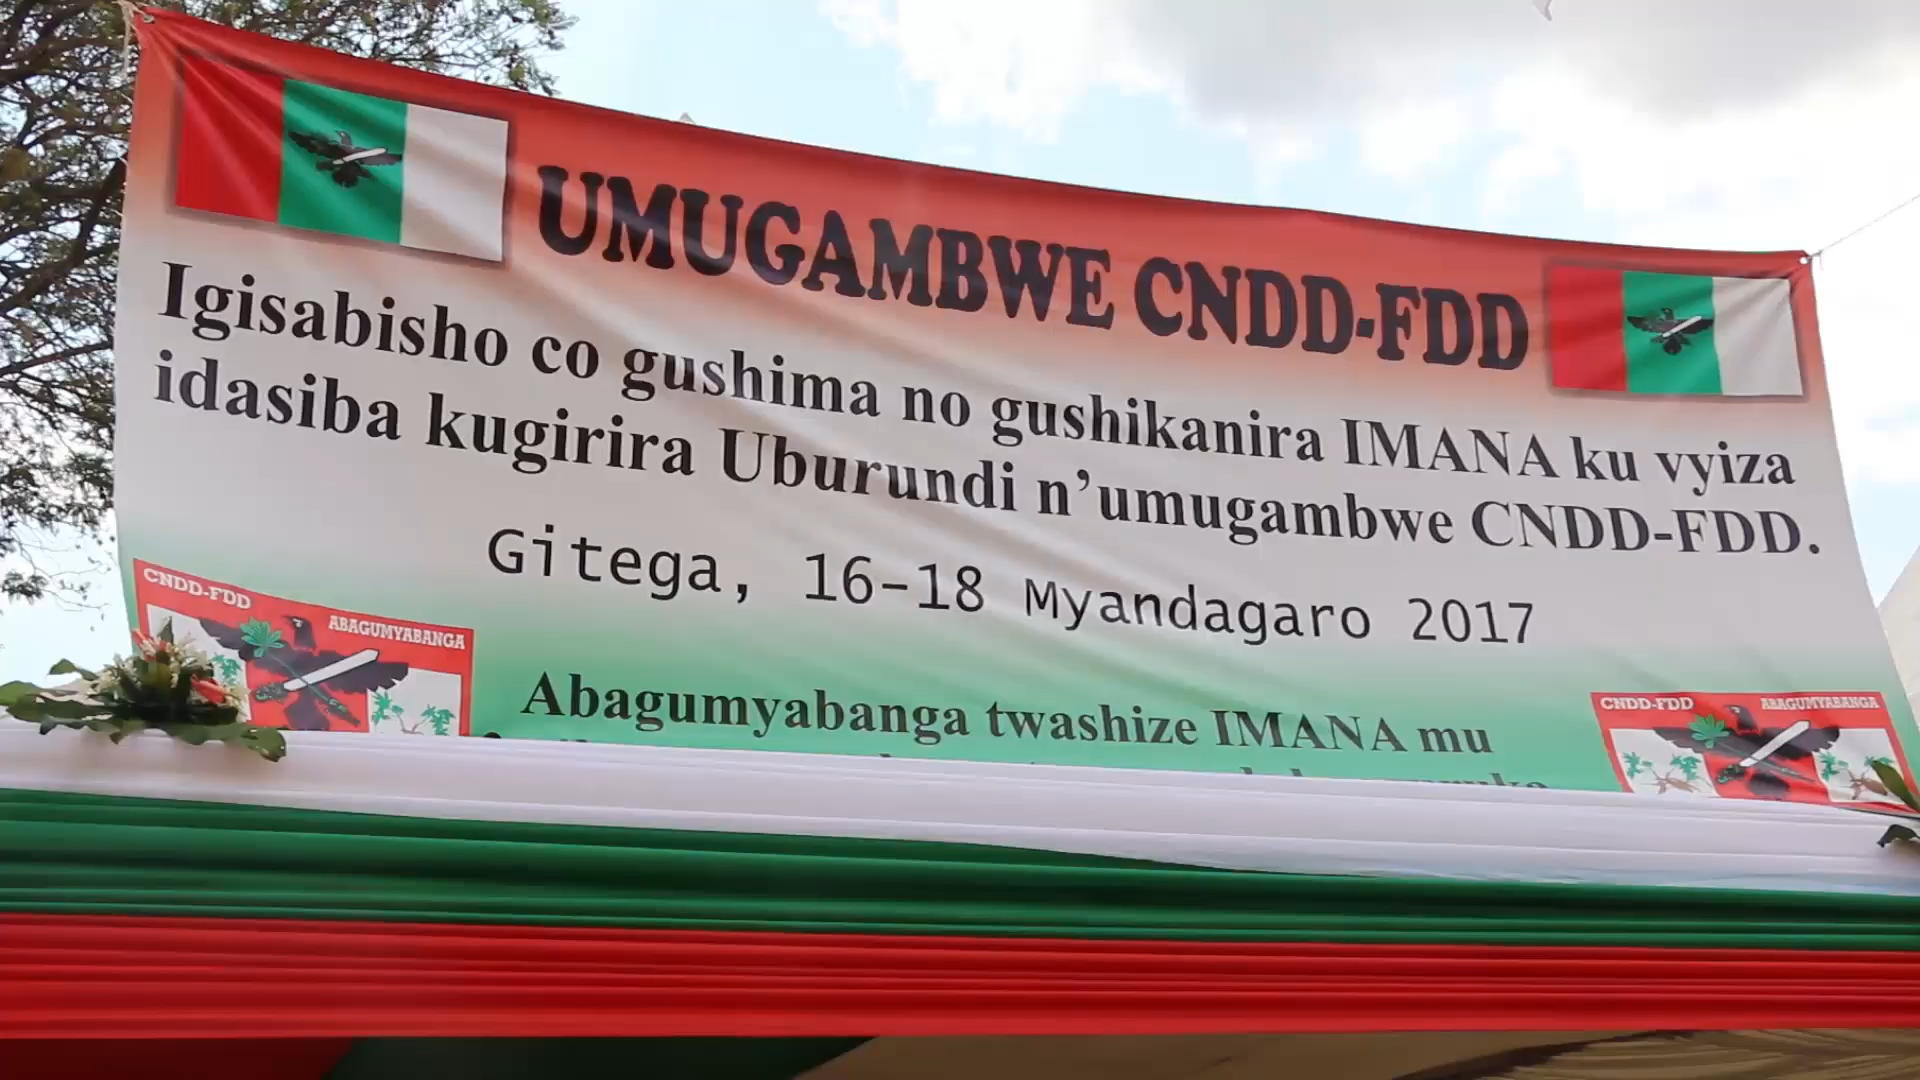 UMUGAMBWE CNDD-FDD
Igisabisho co gushima no gushikanira IMANA ku vyiza
idasiba kugirira Uburundi n'umugambwe CNDD-FDD.
Gitega, 16-18 Myandagaro 2017
CNDD-FDD ABAGUMYABANGA
Abagumyabanga twashize IMANA mu
CNDD-FDD ABAGUMYABANGA